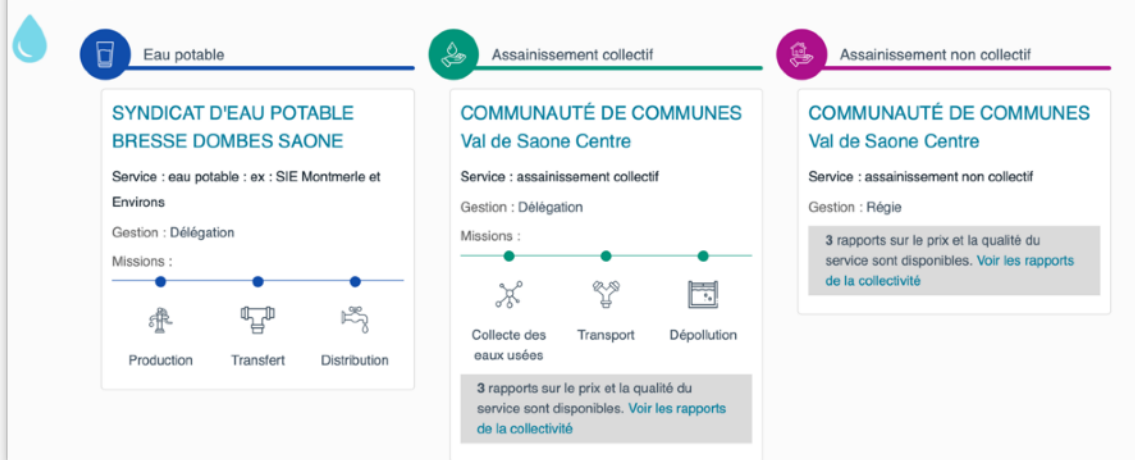 Eau potable
SYNDICAT D'EAU POTABLE
BRESSE DOMBES SAONE
Service : eau potable : ex : SIE Montmerle et
Environs
Gestion : Délégation
Missions :
Production
Transfert
Distribution
Assainissement collectif
COMMUNAUTÉ DE COMMUNES
Val de Saone Centre
Service : assainissement collectif
Gestion : Délégation
Missions :
Collecte des
eaux usées
Transport
Dépollution
3 rapports sur le prix et la qualité du
service sont disponibles. Voir les rapports
de la collectivité
Assainissement non collectif
COMMUNAUTÉ DE COMMUNES
Val de Saone Centre
Service : assainissement non collectif
Gestion : Régie
3 rapports sur le prix et la qualité du
service sont disponibles. Voir les rapports
de la collectivité